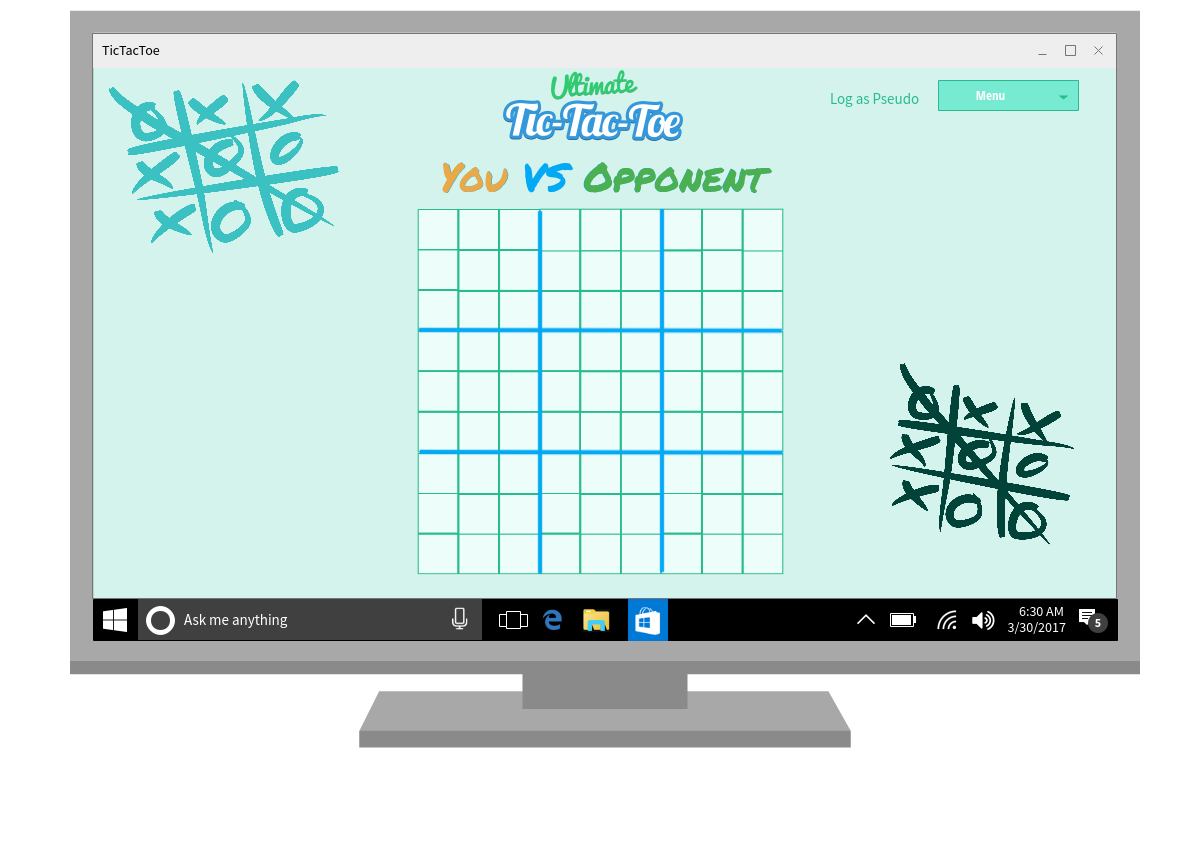 TicTacToe
Ultimate
Tic-Tac-Toe
Log as Pseudo
Menu
You VS Opponent
Ask me anything
6:30 AM
3/30/2017
5